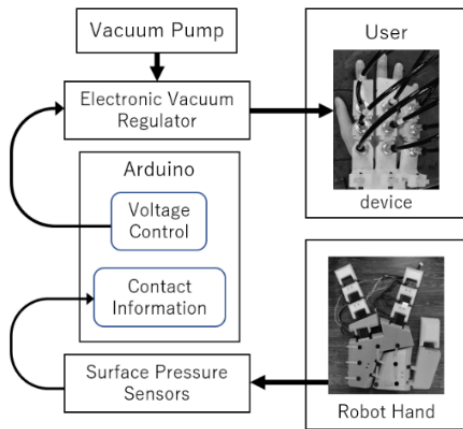 Vacuum Pump
Electronic Vacuum
Regulator
User
device
Arduino
Voltage
Control
Contact
Information
Surface Pressure
Sensors
Robot Hand